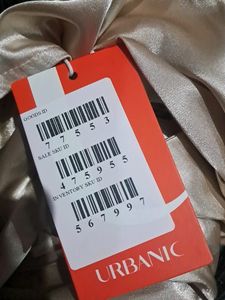 GOODS ID
77553
SALE SKU ID
475955
INVENTORY SKU ID
567997
URBANIC